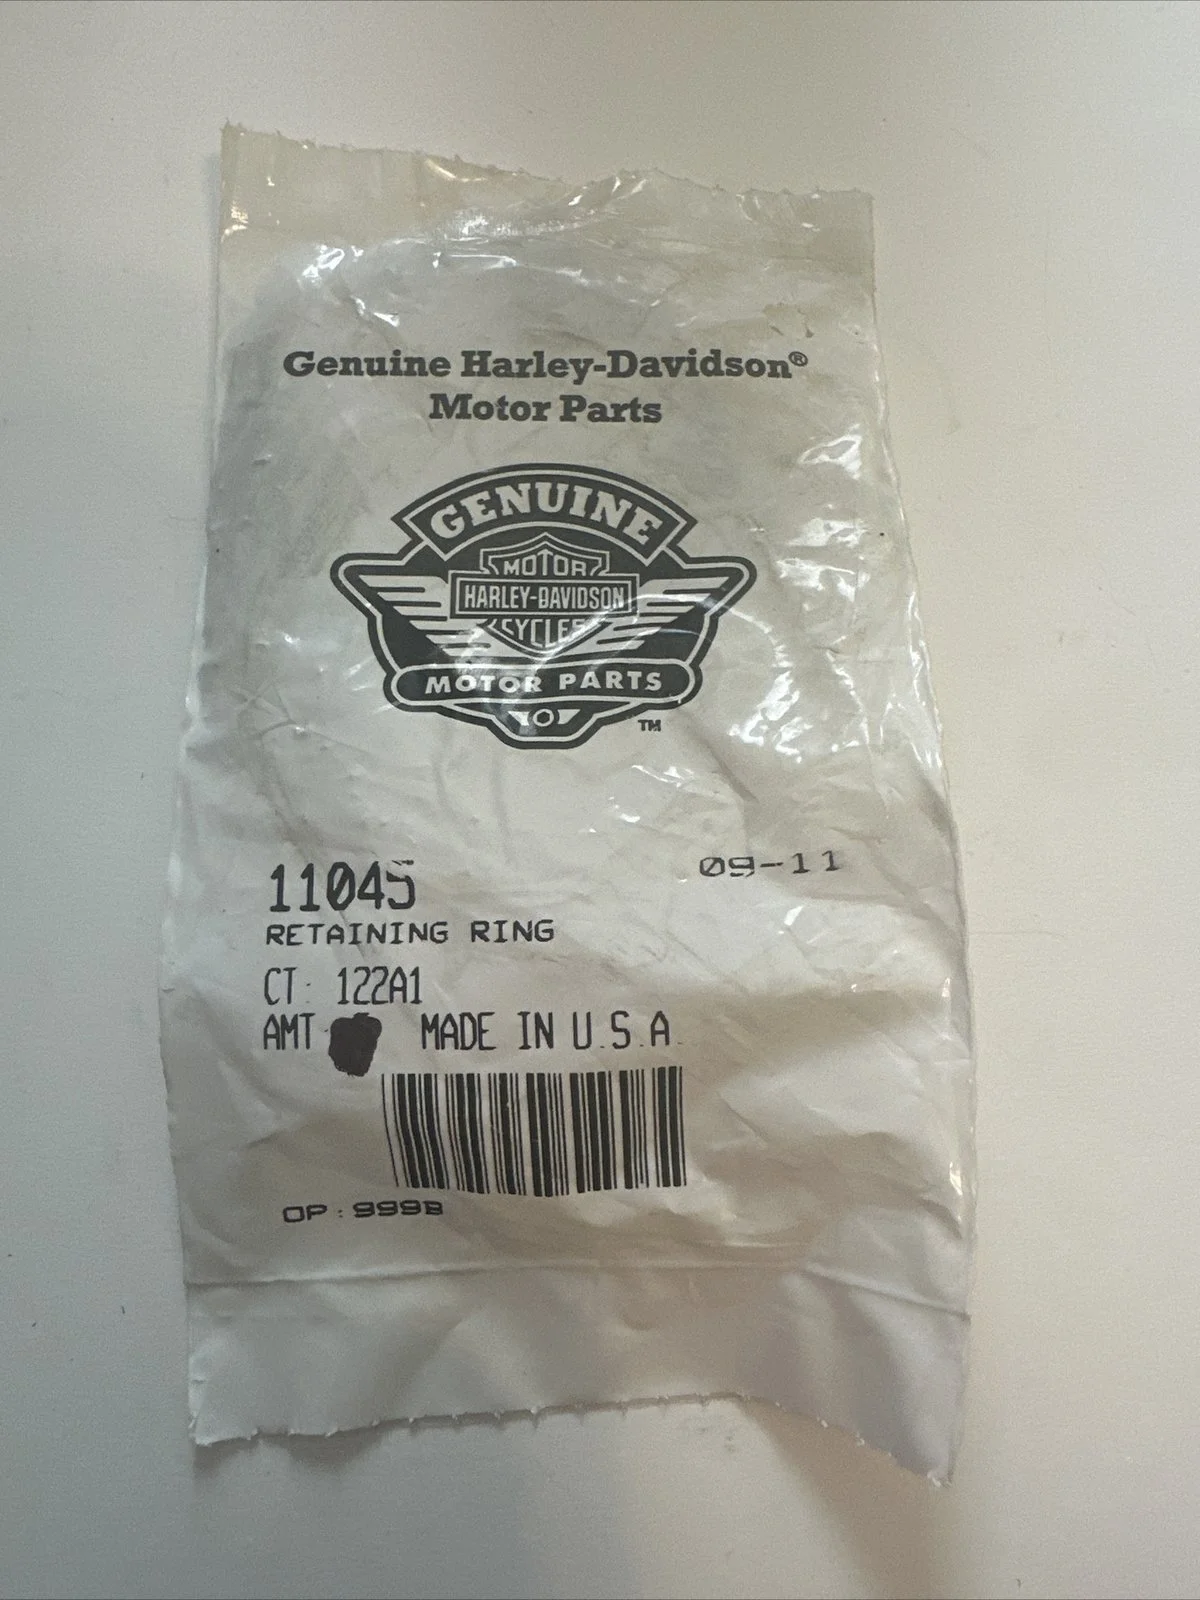 Genuine Harley-Davidson®
Motor Parts
GENUINE
MOTOR
HARLEY-DAVIDSON
CYCLES
MOTOR PARTS
TM
11045
09-11
RETAINING RING
CT: 122A1
AMT MADE IN U.S.A.
OP: 999B